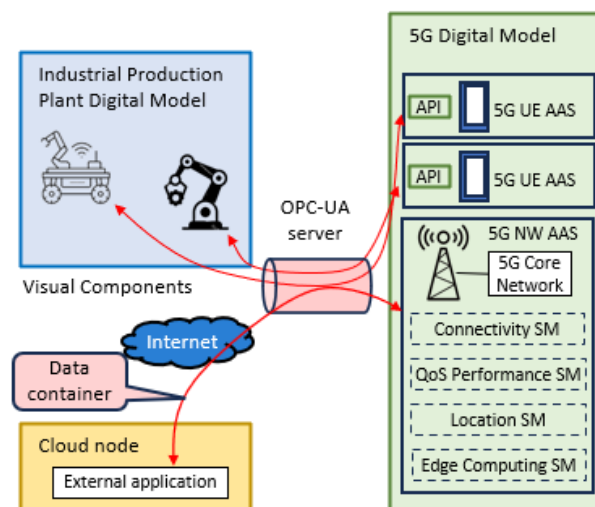 Industrial Production
Plant Digital Model
Visual Components
OPC-UA
server
Internet
Data
container
Cloud node
External application
5G Digital Model
API
5G UE AAS
API
5G UE AAS
5G NW AAS
5G Core
Network
Connectivity SM
QoS Performance SM
Location SM
Edge Computing SM